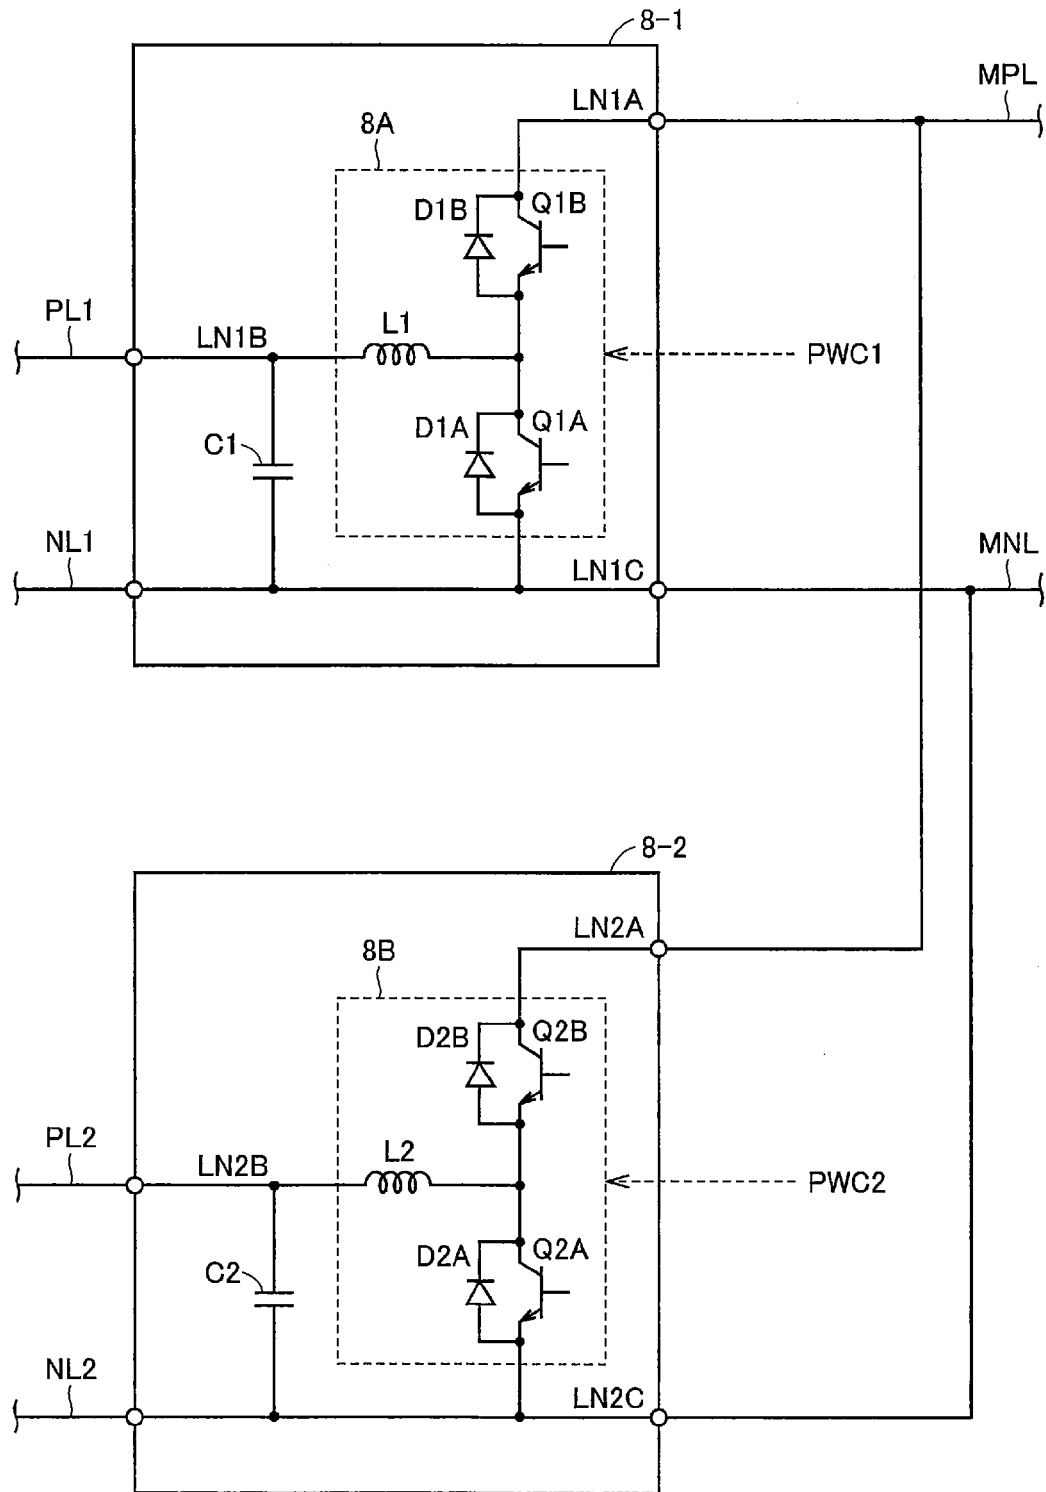 8-1
LN1A
MPL
8A
D1B
Q1B
PL1
LN1B
L1
PWC1
D1A
Q1A
C1
NL1
LN1C
MNL
8-2
LN2A
8B
D2B
Q2B
PL2
LN2B
L2
PWC2
D2A
Q2A
C2
NL2
LN2C